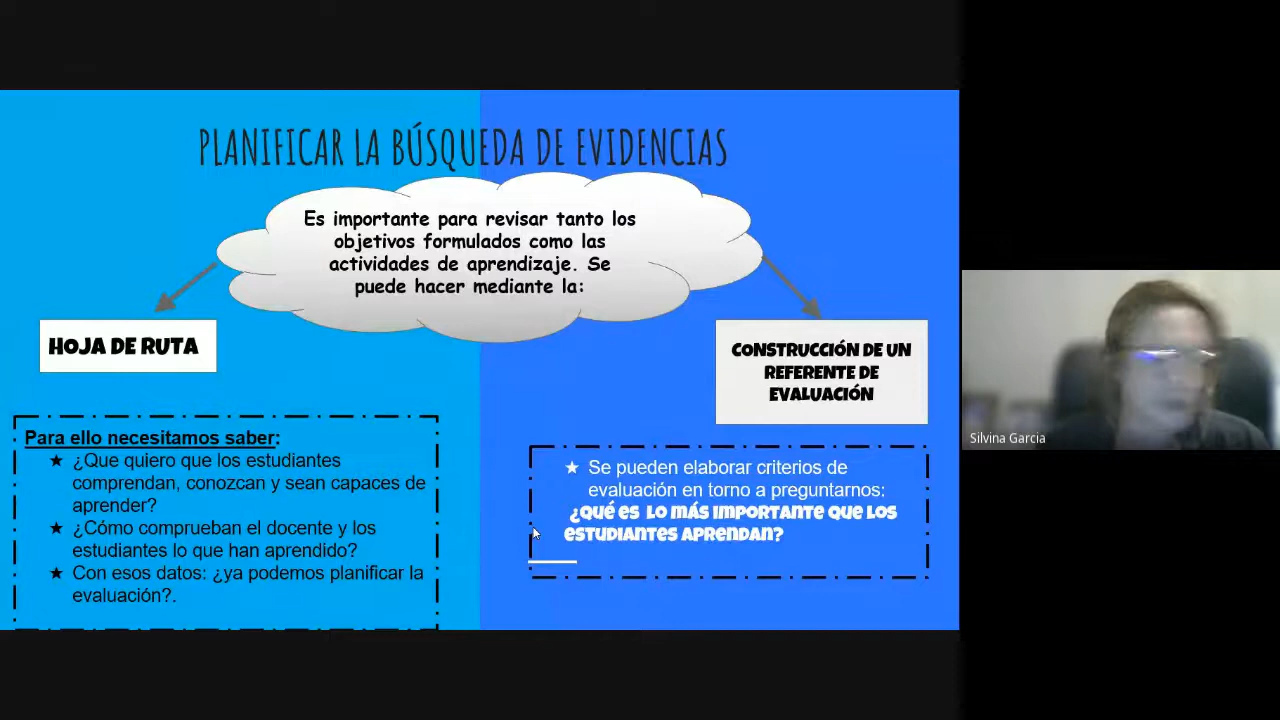 PLANIFICAR LA BÚSQUEDA DE EVIDENCIAS
Es importante para revisar tanto los
objetivos formulados como las
actividades de aprendizaje. Se
puede hacer mediante la:
HOJA DE RUTA
CONSTRUCCIÓN DE UN
REFERENTE DE
EVALUACIÓN
Para ello necesitamos saber:
★ ¿Que quiero que los estudiantes
comprendan, conozcan y sean capaces de
aprender?
★ ¿Cómo comprueban el docente y los
estudiantes lo que han aprendido?
★ Con esos datos: ¿ya podemos planificar la
evaluación?.
★ Se pueden elaborar criterios de
evaluación en torno a preguntarnos:
¿Qué es lo más importante que los
estudiantes aprendan?
Silvina Garcia